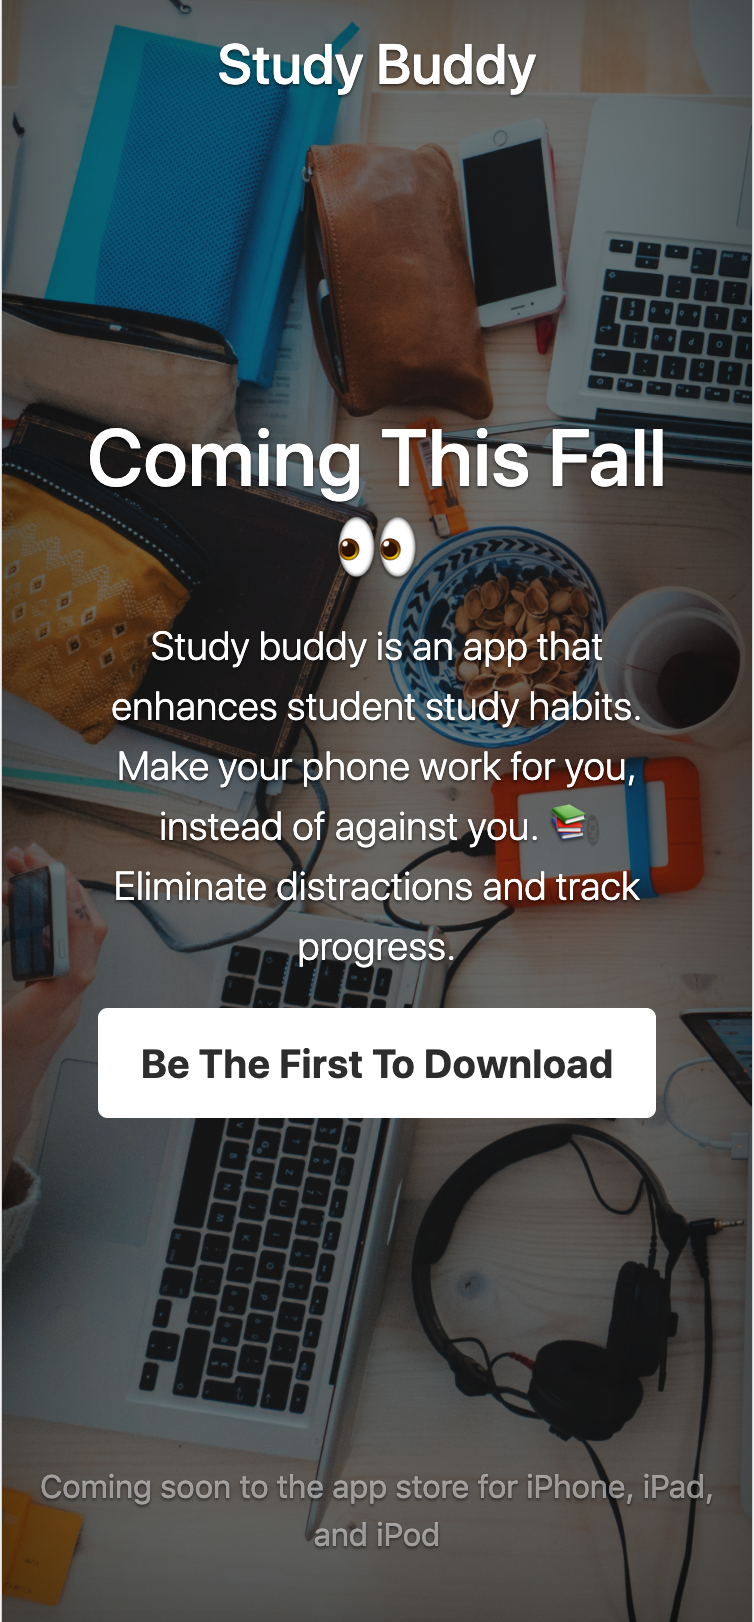 Study Buddy
Coming This Fall
👀
Study buddy is an app that
enhances student study habits.
Make your phone work for you,
instead of against you. 📚
Eliminate distractions and track
progress.
Be The First To Download
Coming soon to the app store for iPhone, iPad,
and iPod